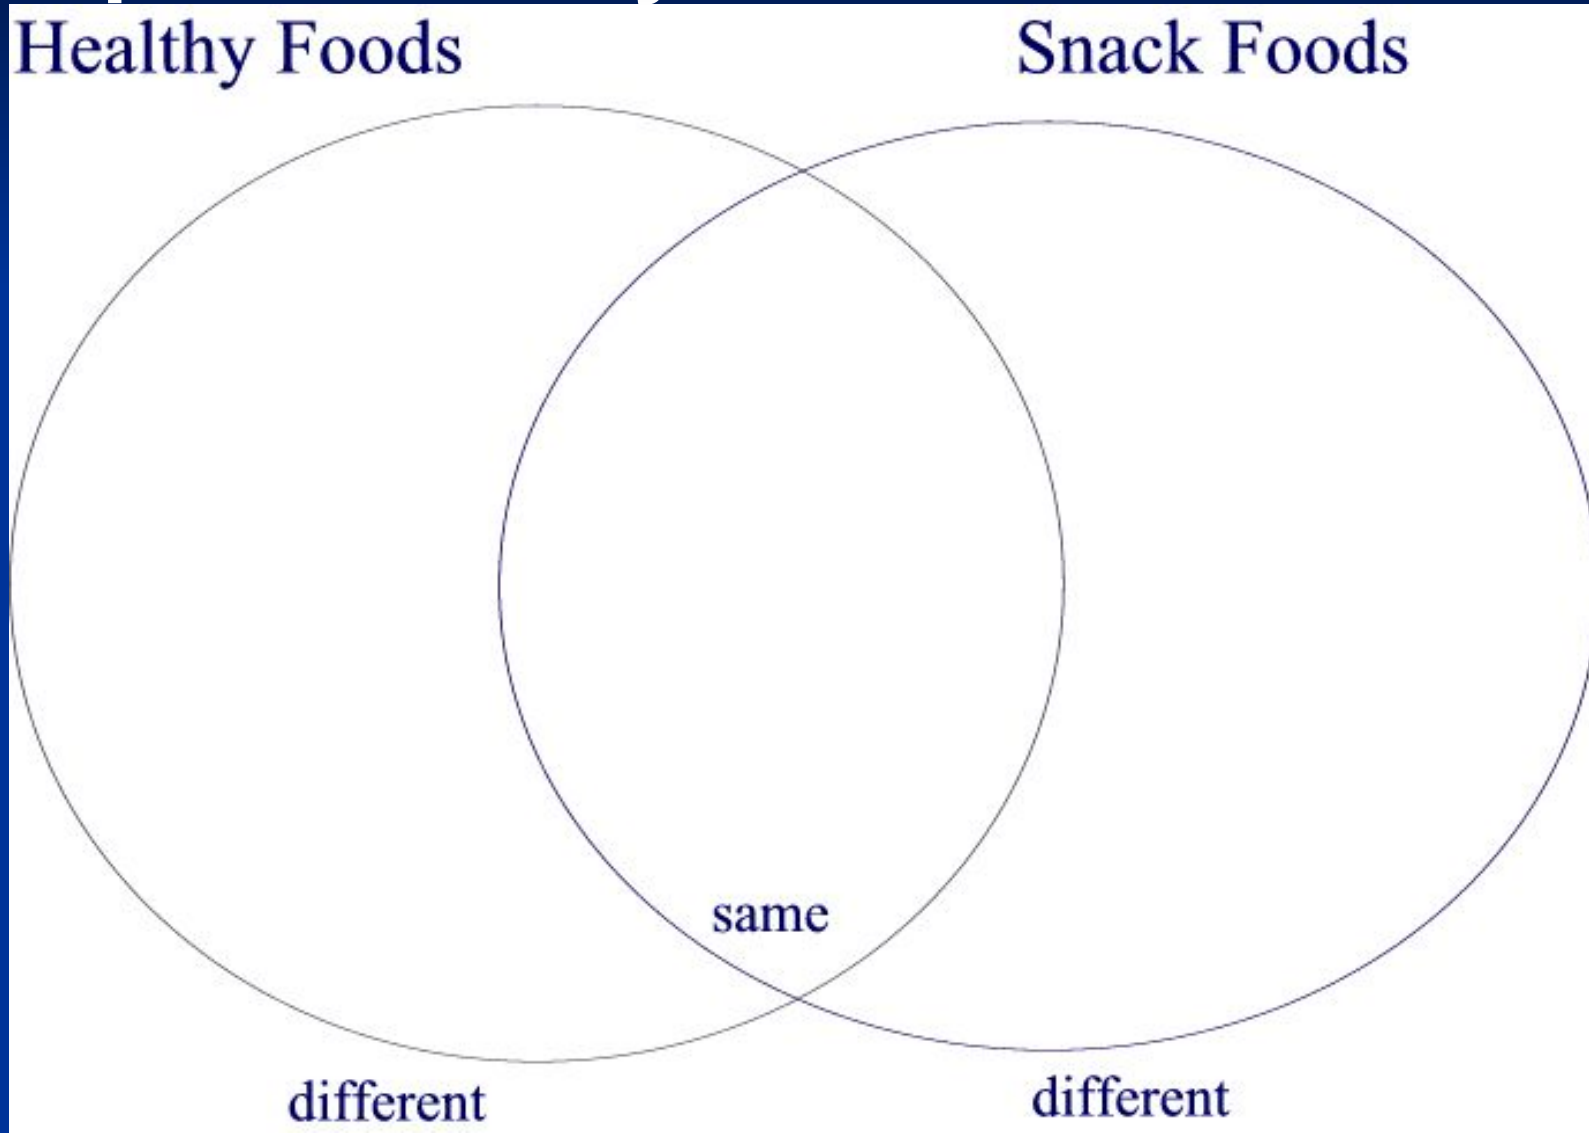 Healthy Foods
Snack Foods
same
different
different